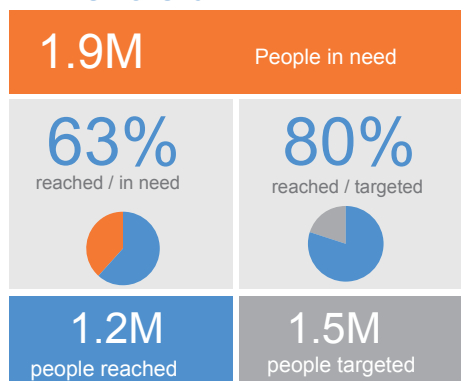 1.9M People in need
63%
reached / in need
80%
reached / targeted
1.2M
people reached
1.5M
people targeted